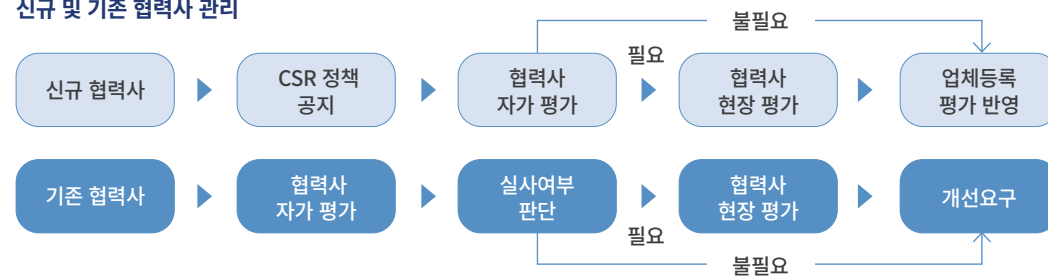 신규 및 기존 협력사 관리
불필요
필요
신규 협력사
CSR 정책
공지
협력사
자가 평가
협력사
현장 평가
업체등록
평가 반영
기존 협력사
협력사
자가 평가
실사여부
판단
협력사
현장 평가
개선요구
필요
불필요